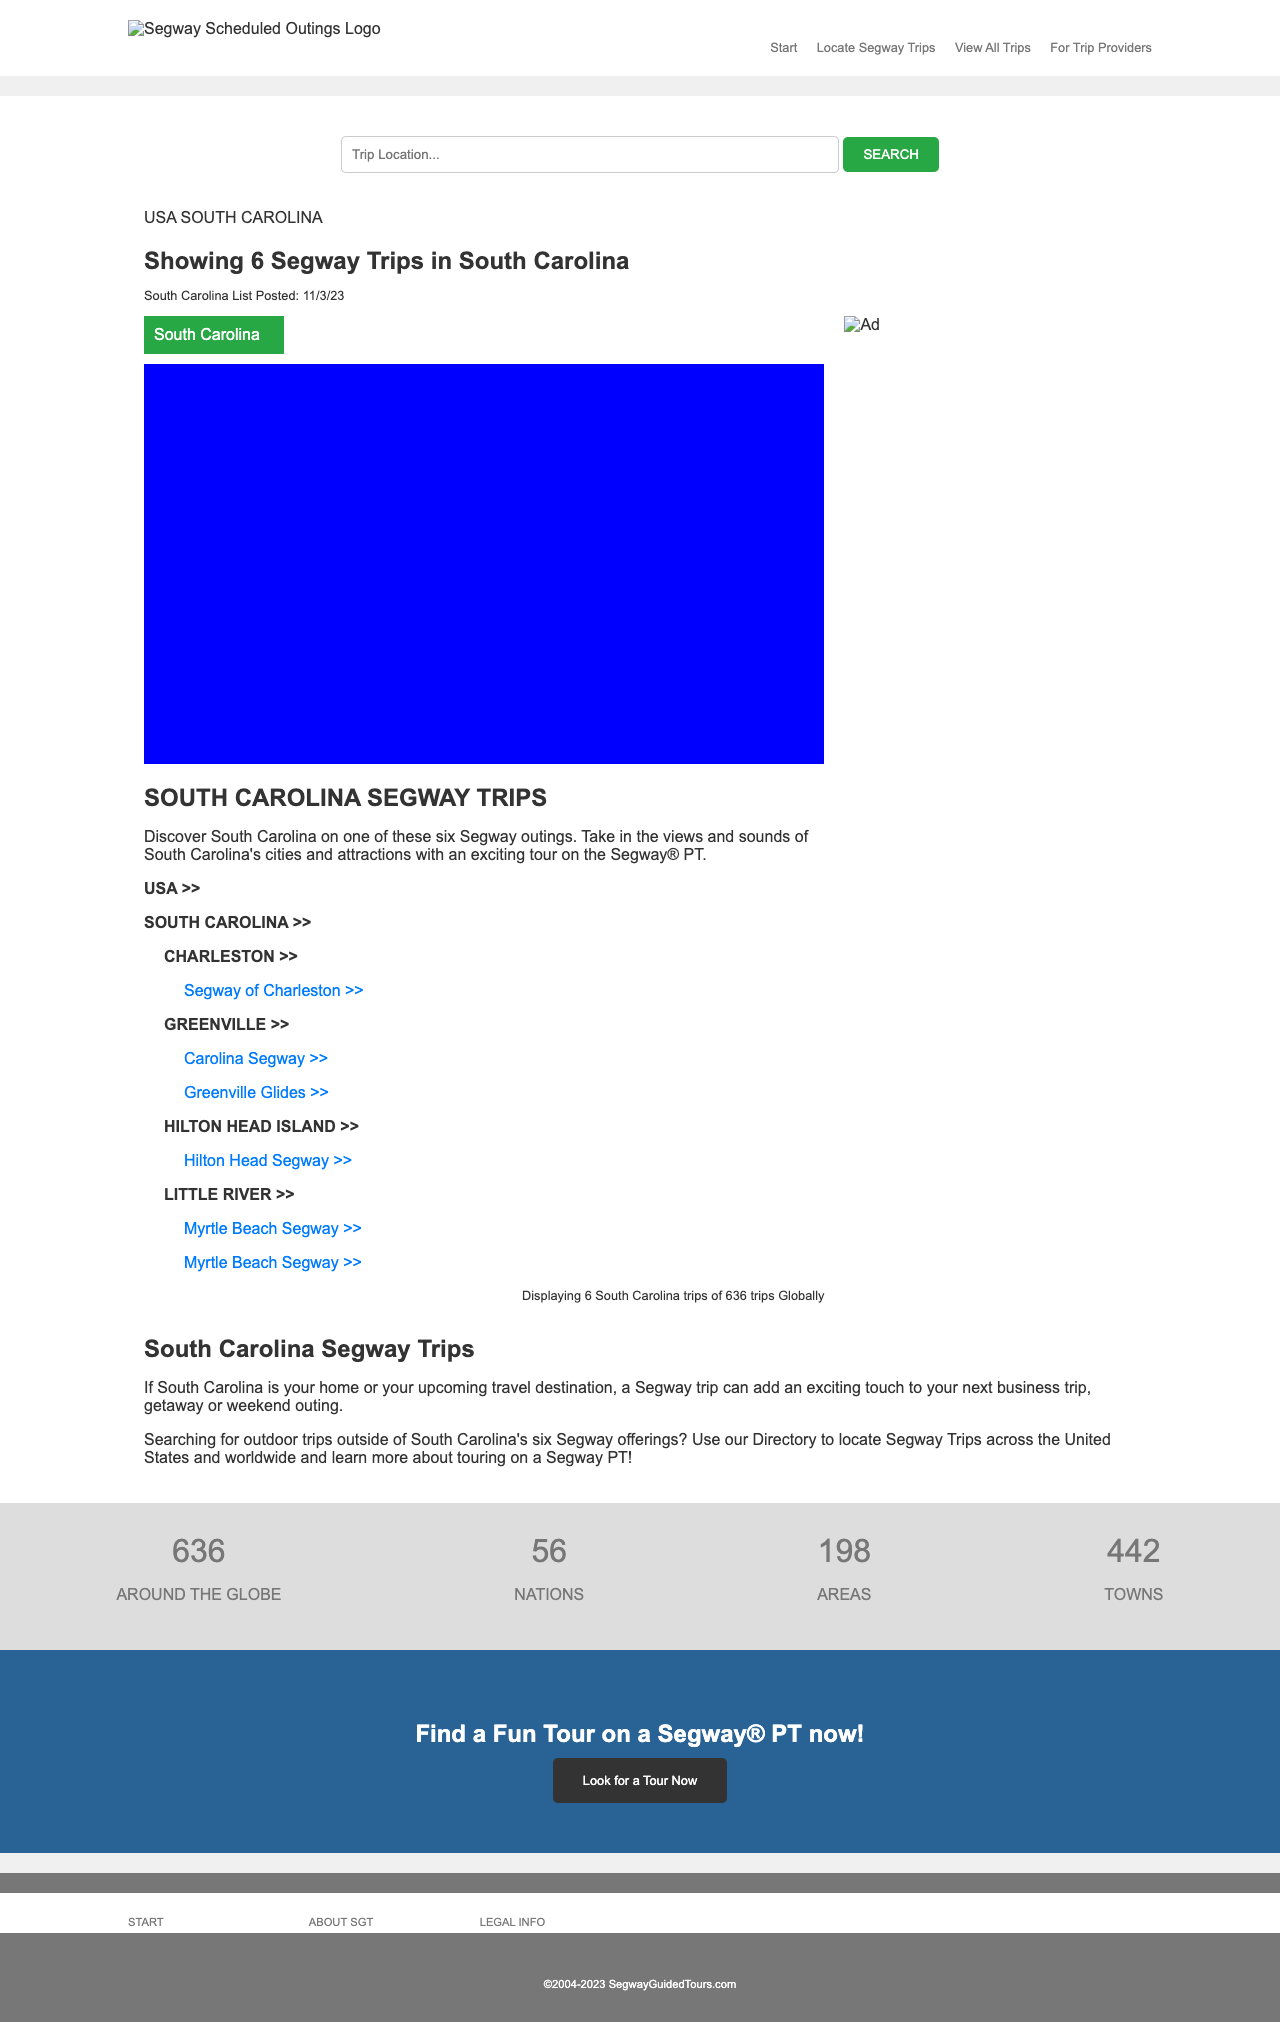 Segway Scheduled Outings Logo
Start Locate Segway Trips View All Trips For Trip Providers
Trip Location... SEARCH
USA SOUTH CAROLINA
Showing 6 Segway Trips in South Carolina
South Carolina List Posted: 11/3/23
South Carolina
Ad
SOUTH CAROLINA SEGWAY TRIPS
Discover South Carolina on one of these six Segway outings. Take in the views and sounds of
South Carolina's cities and attractions with an exciting tour on the Segway® PT.
USA >>
SOUTH CAROLINA >>
CHARLESTON >>
Segway of Charleston >>
GREENVILLE >>
Carolina Segway >>
Greenville Glides >>
HILTON HEAD ISLAND >>
Hilton Head Segway >>
LITTLE RIVER >>
Myrtle Beach Segway >>
Myrtle Beach Segway >>
Displaying 6 South Carolina trips of 636 trips Globally
South Carolina Segway Trips
If South Carolina is your home or your upcoming travel destination, a Segway trip can add an exciting touch to your next business trip,
getaway or weekend outing.
Searching for outdoor trips outside of South Carolina's six Segway offerings? Use our Directory to locate Segway Trips across the United
States and worldwide and learn more about touring on a Segway PT!
636 56 198 442
AROUND THE GLOBE NATIONS AREAS TOWNS
Find a Fun Tour on a Segway® PT now!
Look for a Tour Now
START ABOUT SGT LEGAL INFO
©2004-2023 SegwayGuidedTours.com